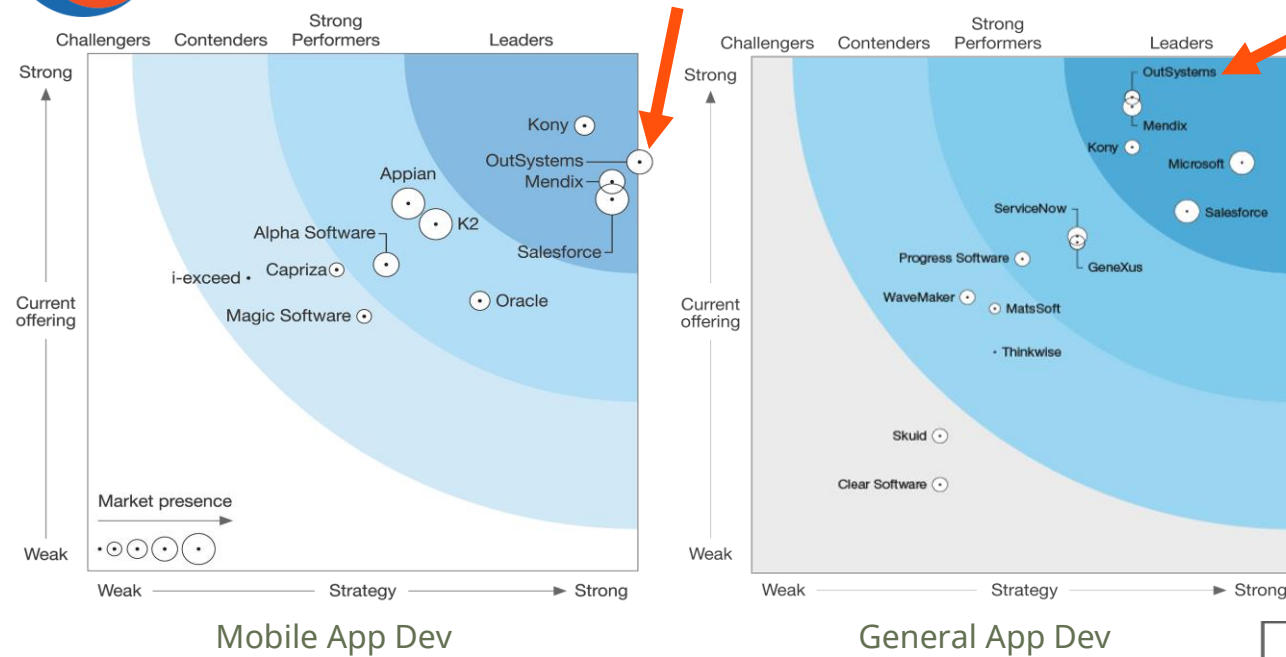 Challengers
Contenders
Strong
Performers
Leaders
Strong
Current
offering
Weak
Kony
OutSystems
Mendix
Appian
K2
Alpha Software
Salesforce
Capriza
i-exceed
Oracle
Magic Software
Market presence
Weak
Strategy
Strong
Mobile App Dev
Challengers
Contenders
Strong
Performers
Leaders
Strong
Current
offering
Weak
OutSystems
Mendix
Kony
Microsoft
ServiceNow
Salesforce
Progress Software
GeneXus
WaveMaker
MatsSoft
Thinkwise
Skuid
Clear Software
Weak
Strategy
Strong
General App Dev